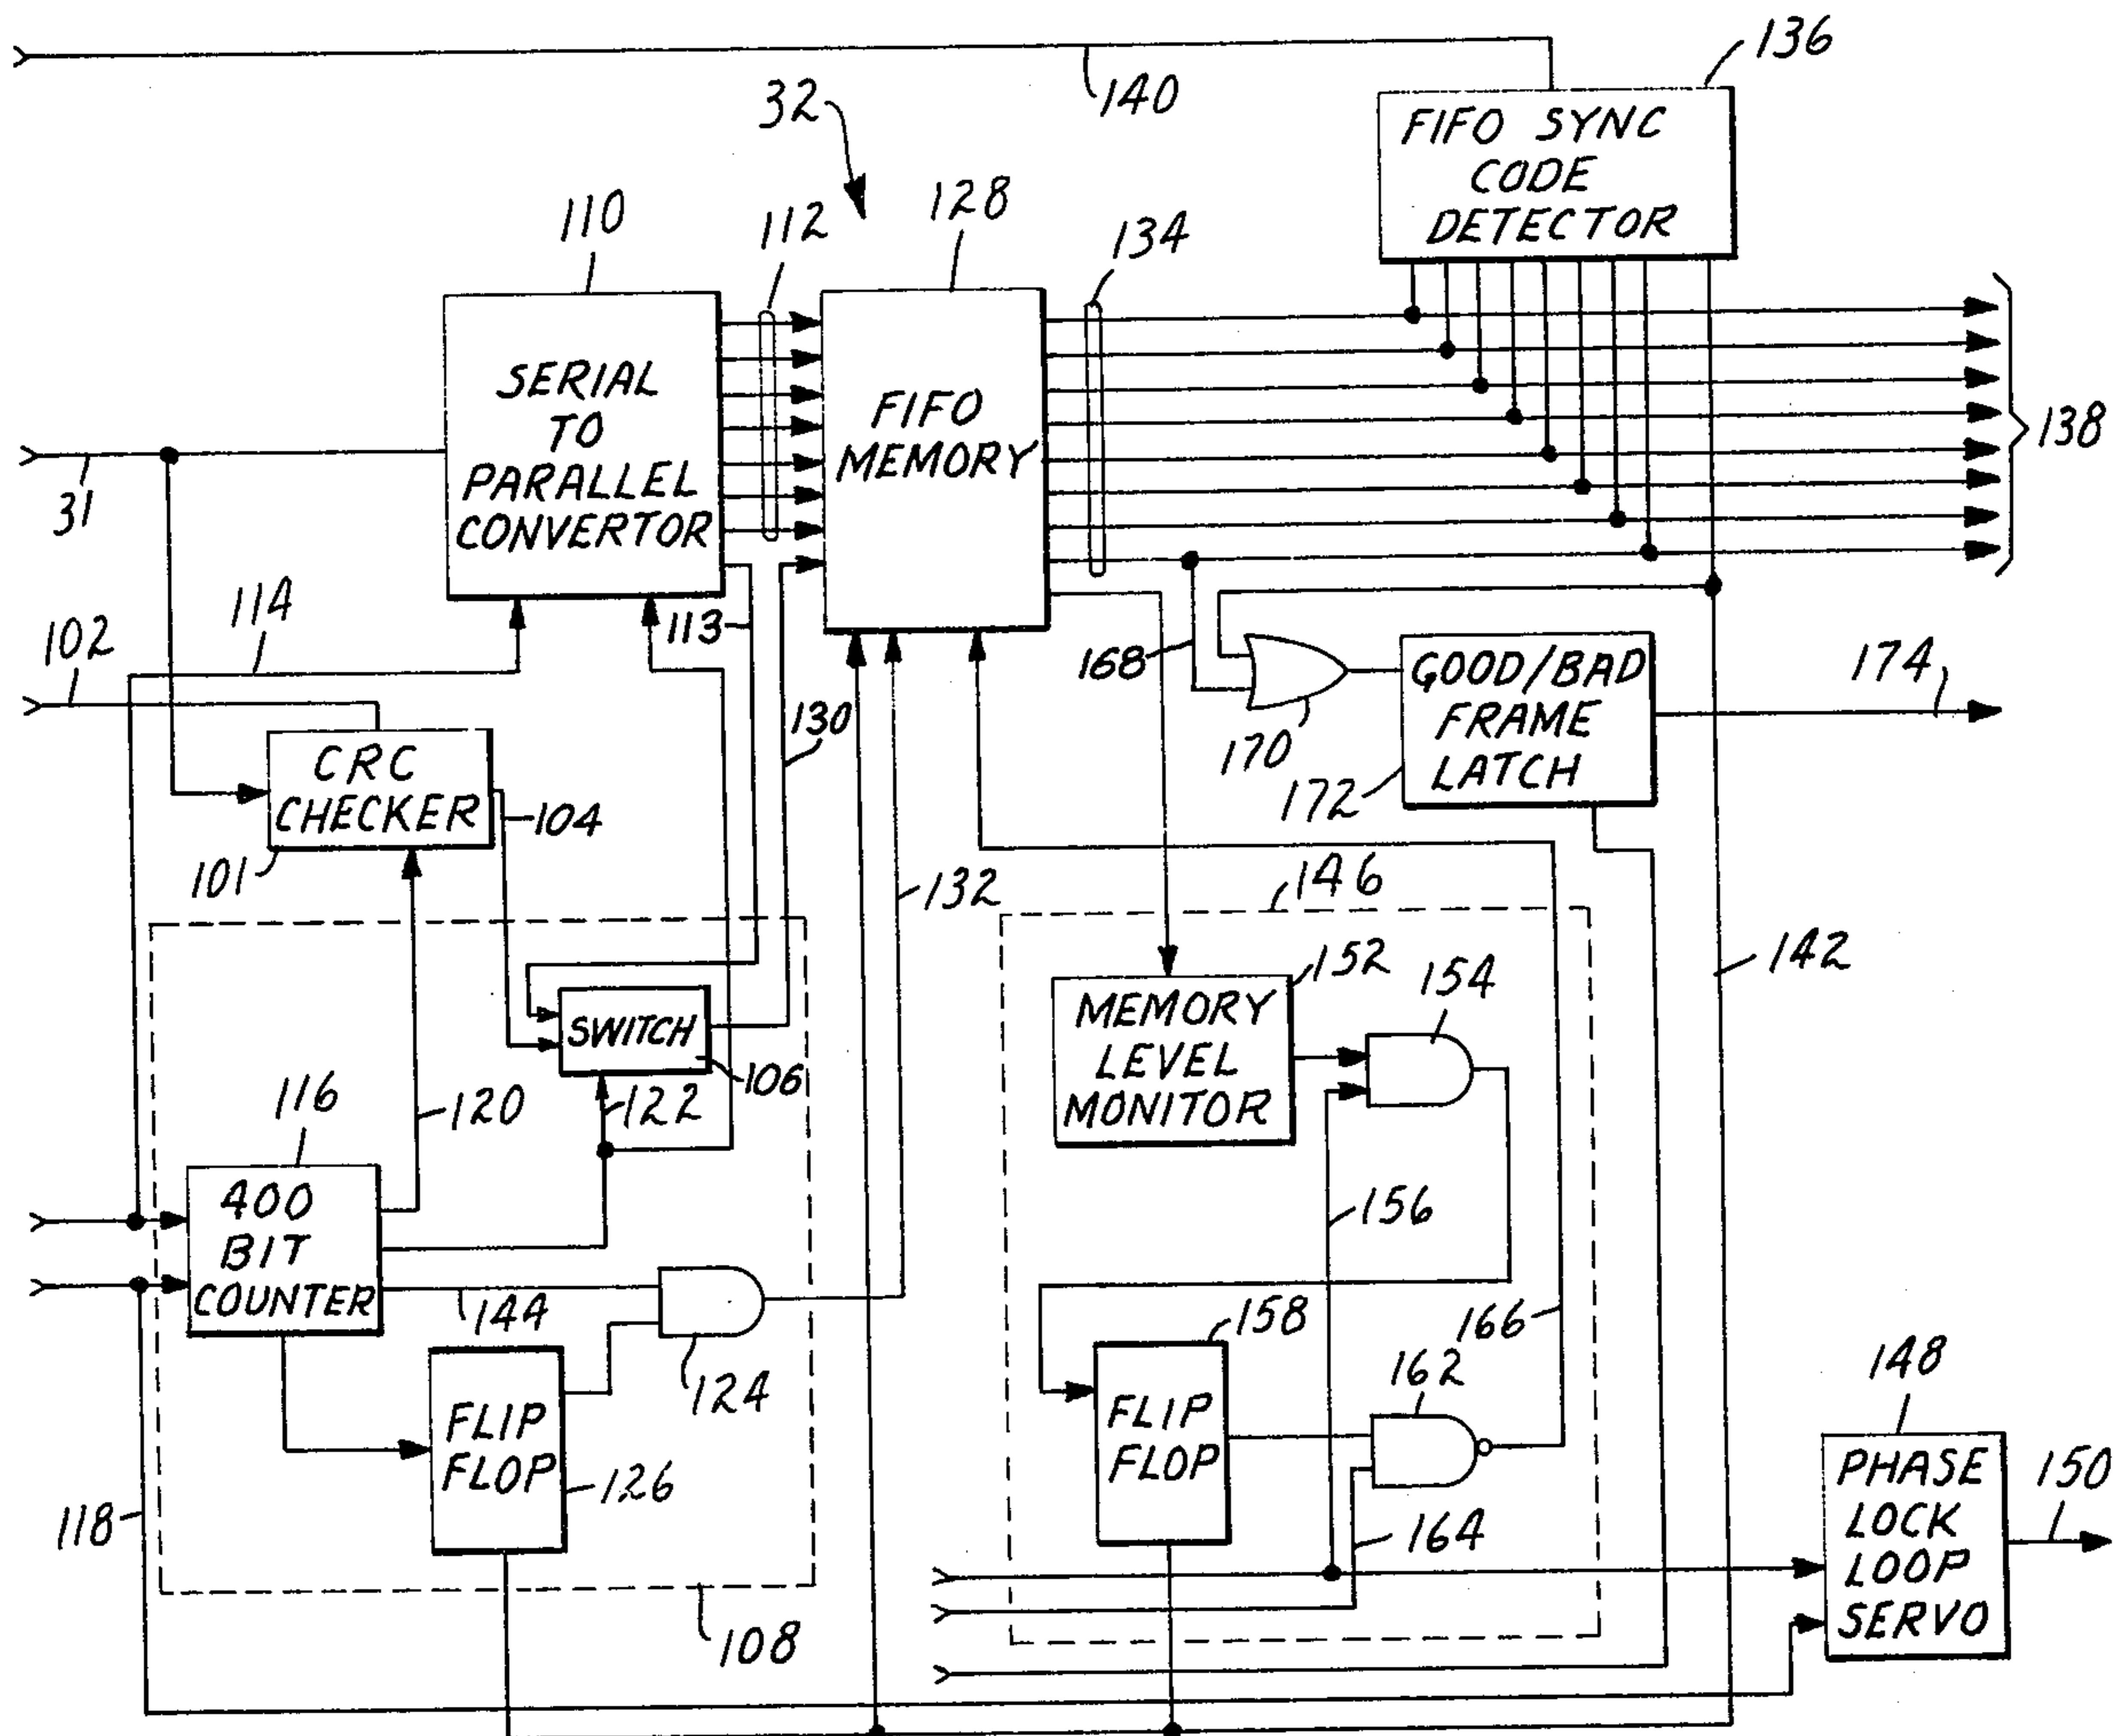 136
140
32
FIFO SYNC
CODE
DETECTOR
110
112
128
134
SERIAL
TO
PARALLEL
CONVERTOR
FIFO
MEMORY
138
31
114
113
102
168
GOOD/BAD
FRAME
LATCH
174
130
170
172
CRC
CHECKER
104
101
132
146
142
152
154
SWITCH
106
MEMORY
LEVEL
MONITOR
116
120
122
156
400
BIT
COUNTER
144
124
158
166
162
148
FLIP
FLOP
126
FLIP
FLOP
PHASE
LOCK
LOOP
SERVO
150
118
164
108